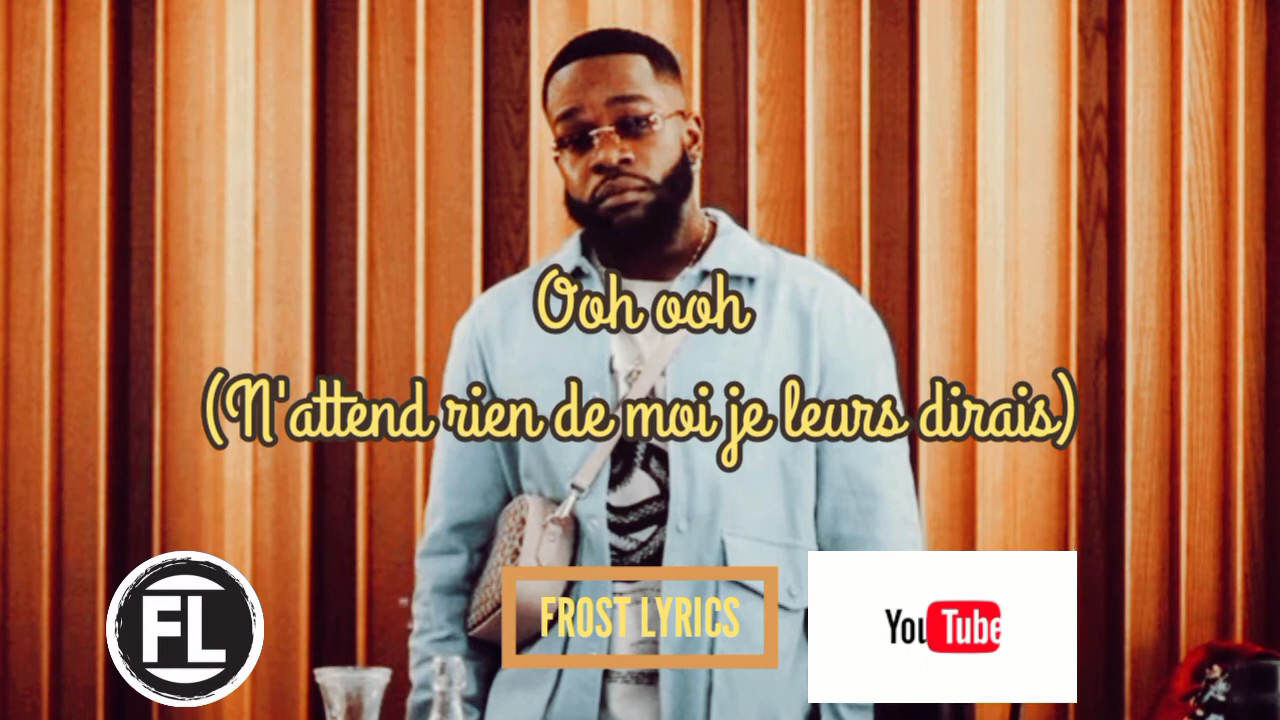 Ooh ooh
(N'attend rien de moi je leurs dirais)
FL
FROST LYRICS
YouTube